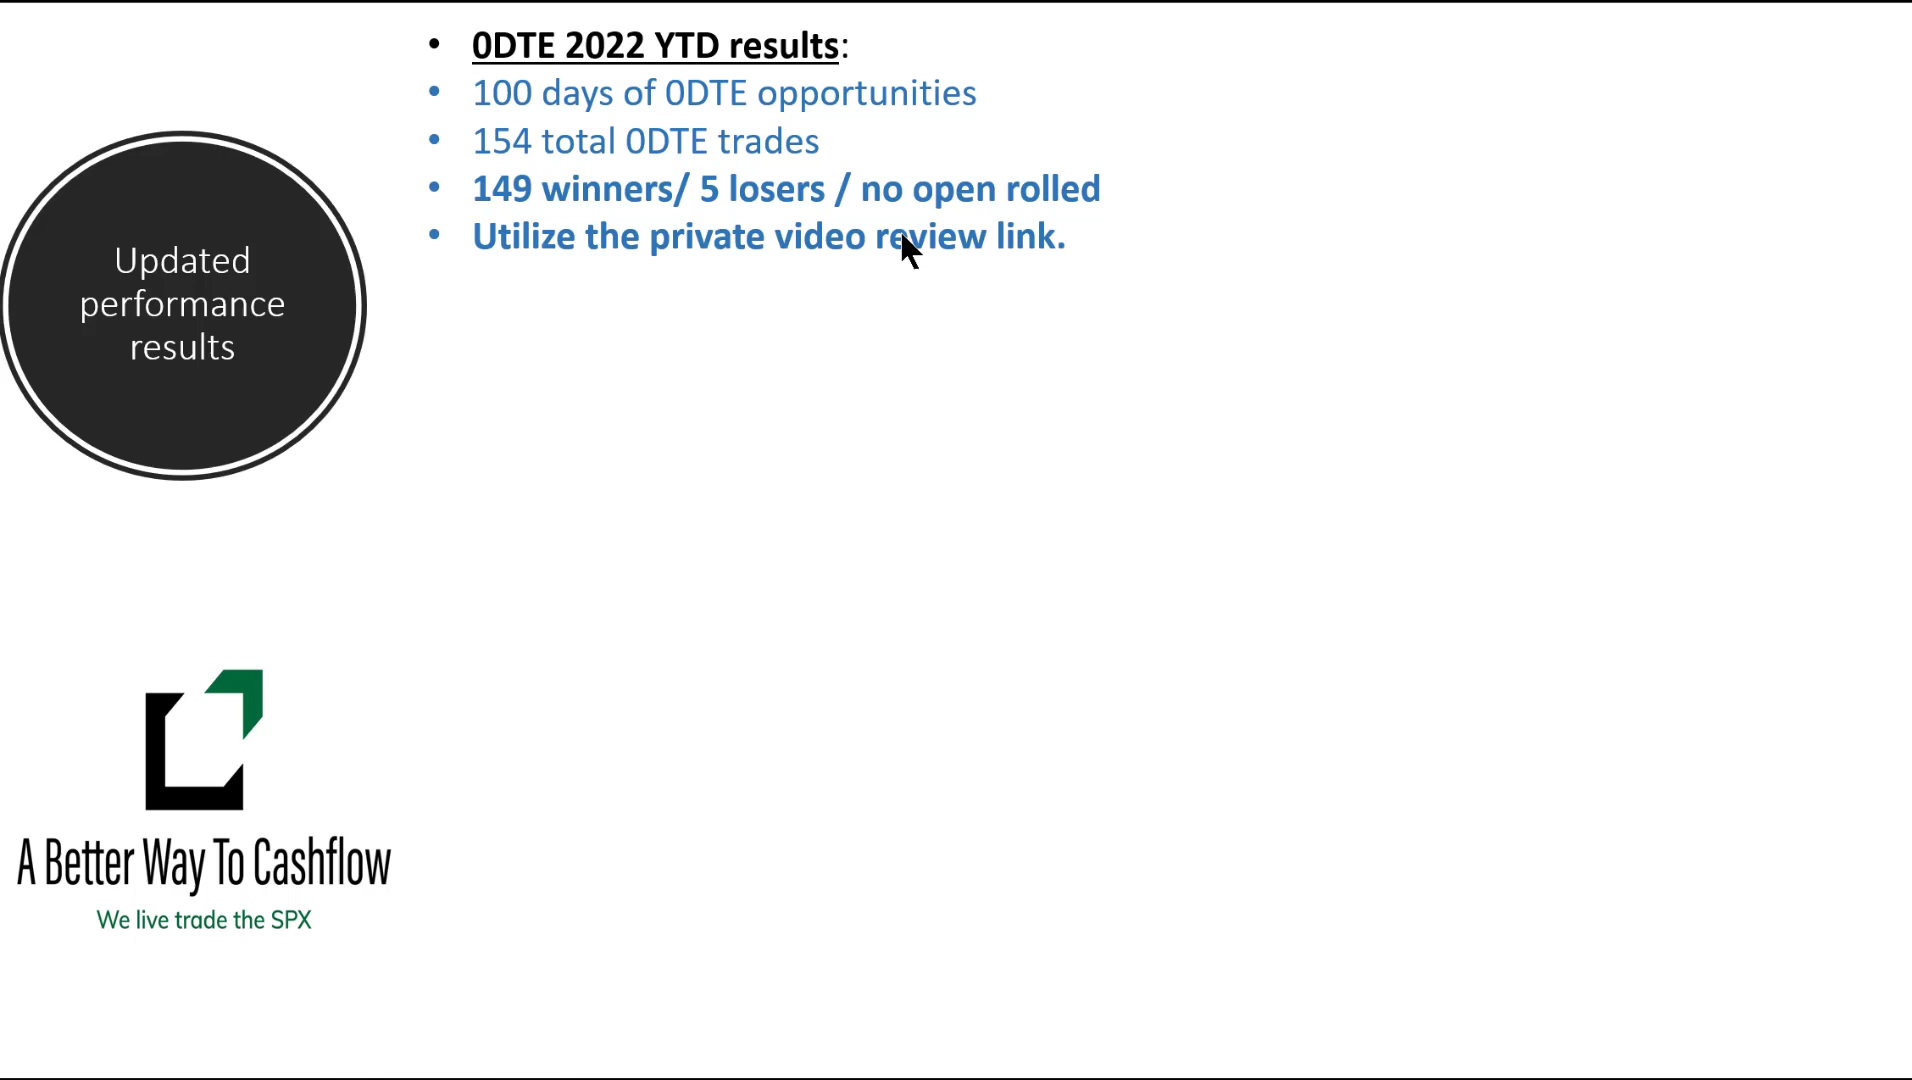 • 0DTE 2022 YTD results:
• 100 days of 0DTE opportunities
• 154 total 0DTE trades
• 149 winners/ 5 losers / no open rolled
• Utilize the private video review link.
Updated
performance
results
A Better Way To Cashflow
We live trade the SPX